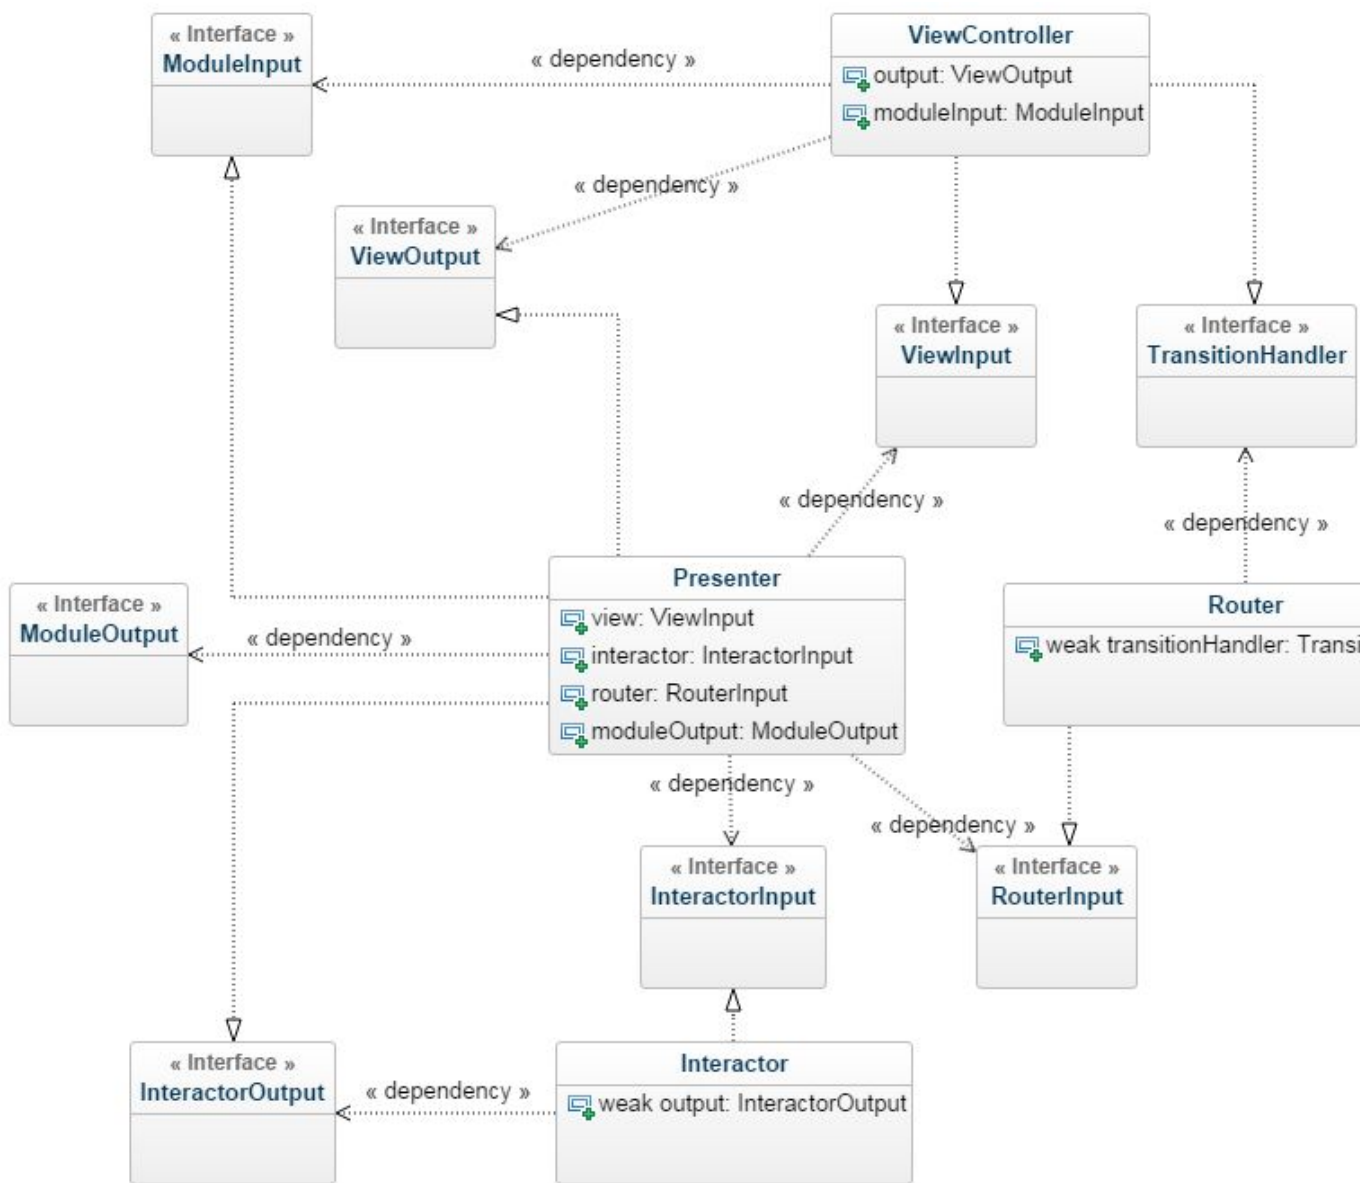 « Interface »
ModuleInput
« dependency »
ViewController
output: ViewOutput
moduleInput: ModuleInput
« dependency »
« Interface »
ViewOutput
« Interface »
ViewInput
« Interface »
TransitionHandler
« dependency »
« dependency »
Presenter
view: ViewInput
interactor: InteractorInput
router: RouterInput
moduleOutput: ModuleOutput
« Interface »
ModuleOutput
« dependency »
Router
weak transitionHandler: Transi
« dependency »
« dependency »
« Interface »
InteractorInput
« Interface »
RouterInput
« Interface »
InteractorOutput
« dependency »
Interactor
weak output: InteractorOutput